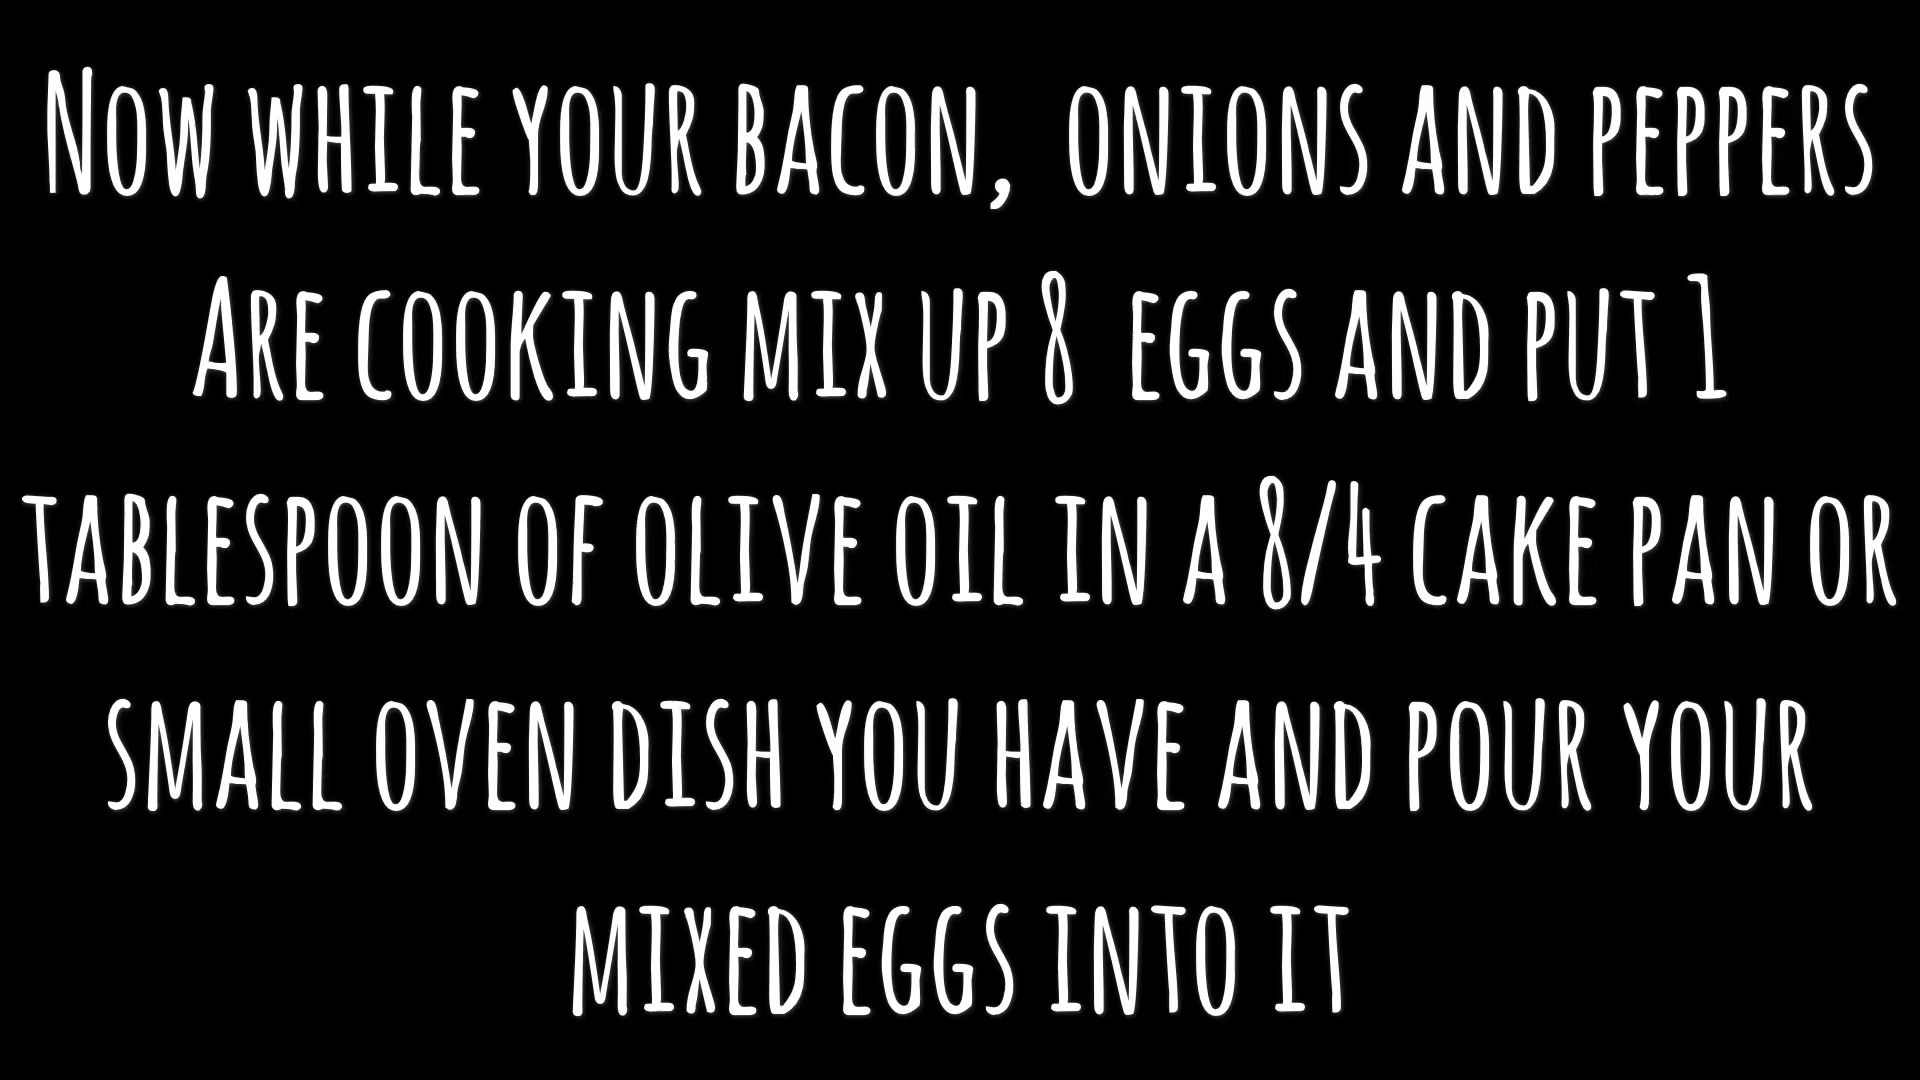 Now while your bacon, onions and peppers
Are cooking mix up 8 eggs and put 1
tablespoon of olive oil in a 8/4 cake pan or
small oven dish you have and pour your
mixed eggs into it